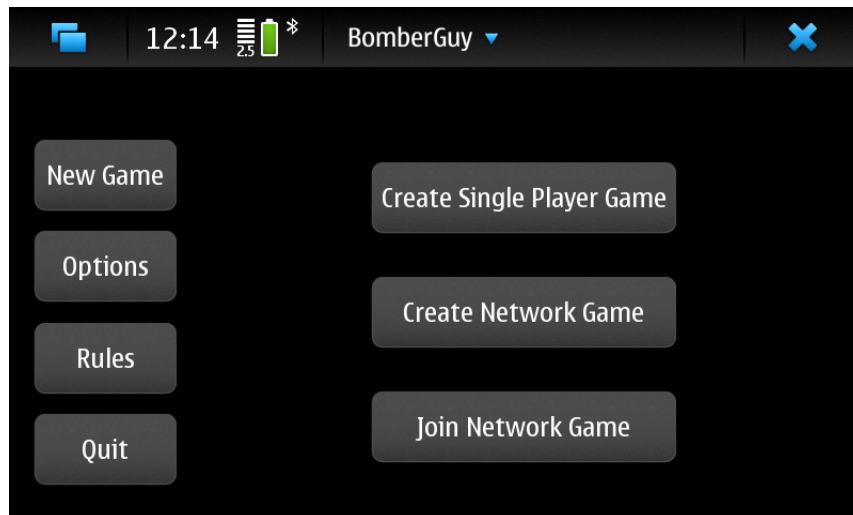 12:14 2.5 BomberGuy
New Game
Options
Rules
Quit
Create Single Player Game
Create Network Game
Join Network Game